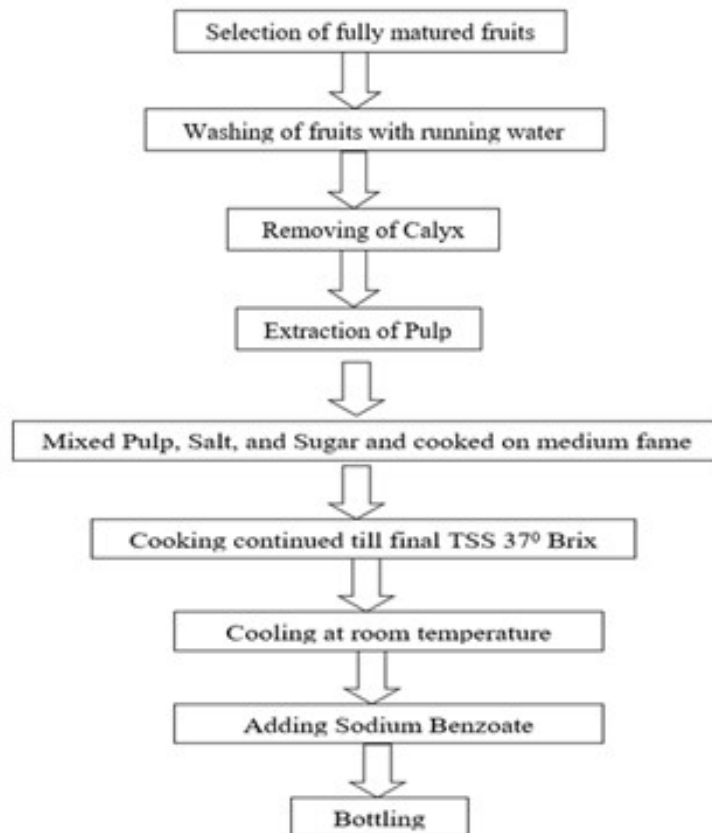 Selection of fully matured fruits
Washing of fruits with running water
Removing of Calyx
Extraction of Pulp
Mixed Pulp, Salt, and Sugar and cooked on medium fame
Cooking continued till final TSS 37⁰ Brix
Cooling at room temperature
Adding Sodium Benzoate
Bottling